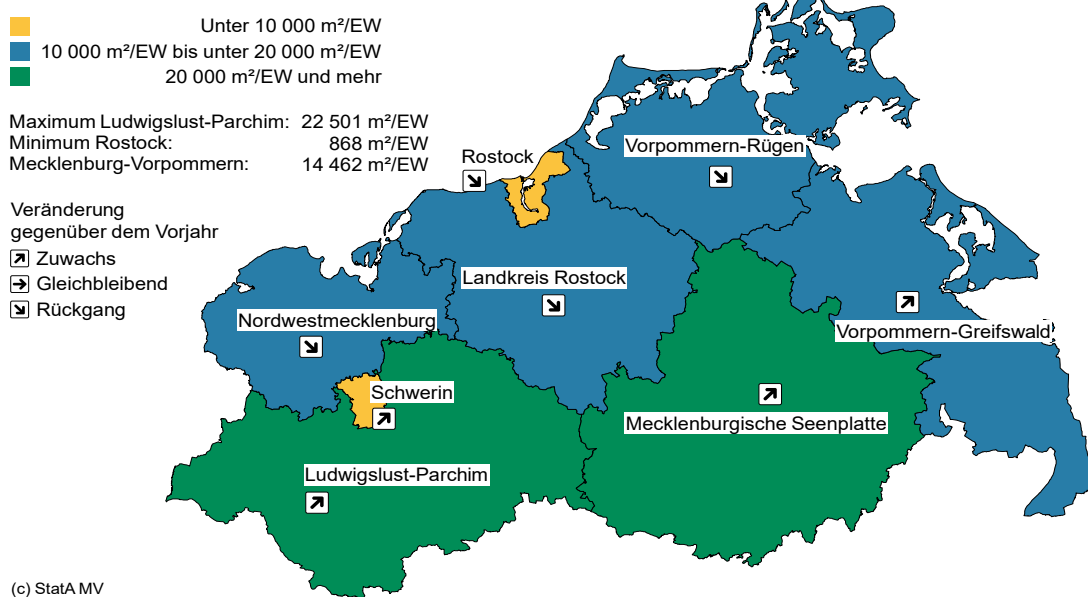 Unter 10 000 m²/EW
10 000 m²/EW bis unter 20 000 m²/EW
20 000 m²/EW und mehr
Maximum Ludwigslust-Parchim: 22 501 m²/EW
Minimum Rostock: 868 m²/EW
Mecklenburg-Vorpommern: 14 462 m²/EW
Veränderung
gegenüber dem Vorjahr
Zuwachs
Gleichbleibend
Rückgang
Rostock
Vorpommern-Rügen
Landkreis Rostock
Nordwestmecklenburg
Vorpommern-Greifswald
Schwerin
Mecklenburgische Seenplatte
Ludwigslust-Parchim
(c) StatA MV